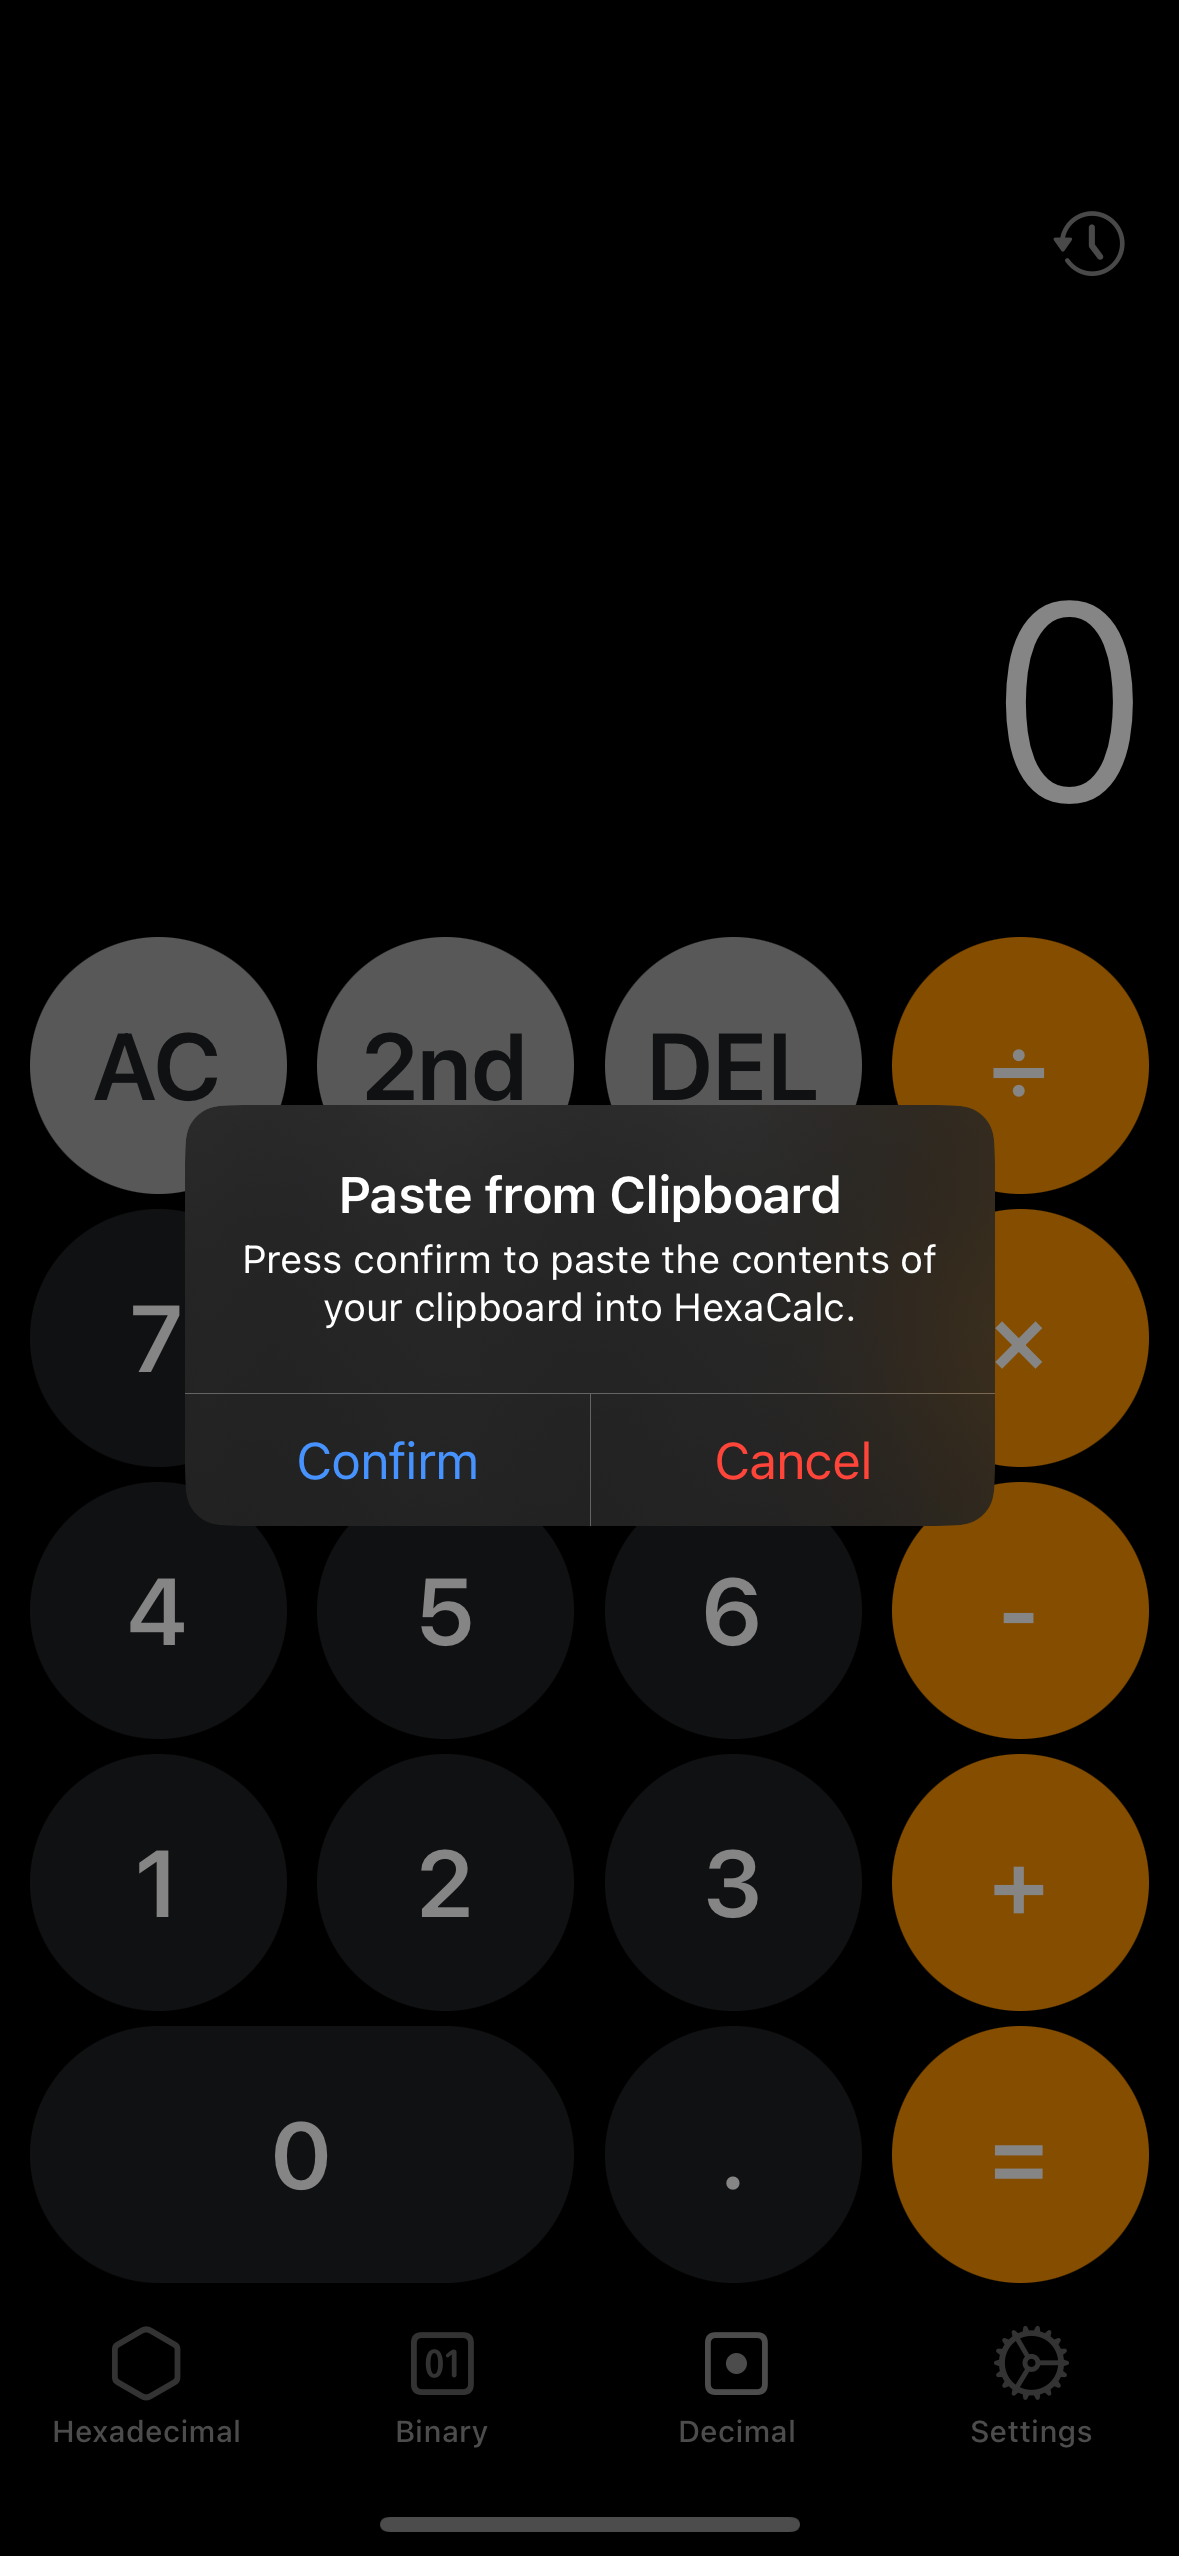 0
AC 2nd DEL ÷
Paste from Clipboard
Press confirm to paste the contents of
your clipboard into HexaCalc.
7 ×
Confirm Cancel
4 5 6 -
1 2 3 +
0 . =
01
Hexadecimal Binary Decimal Settings